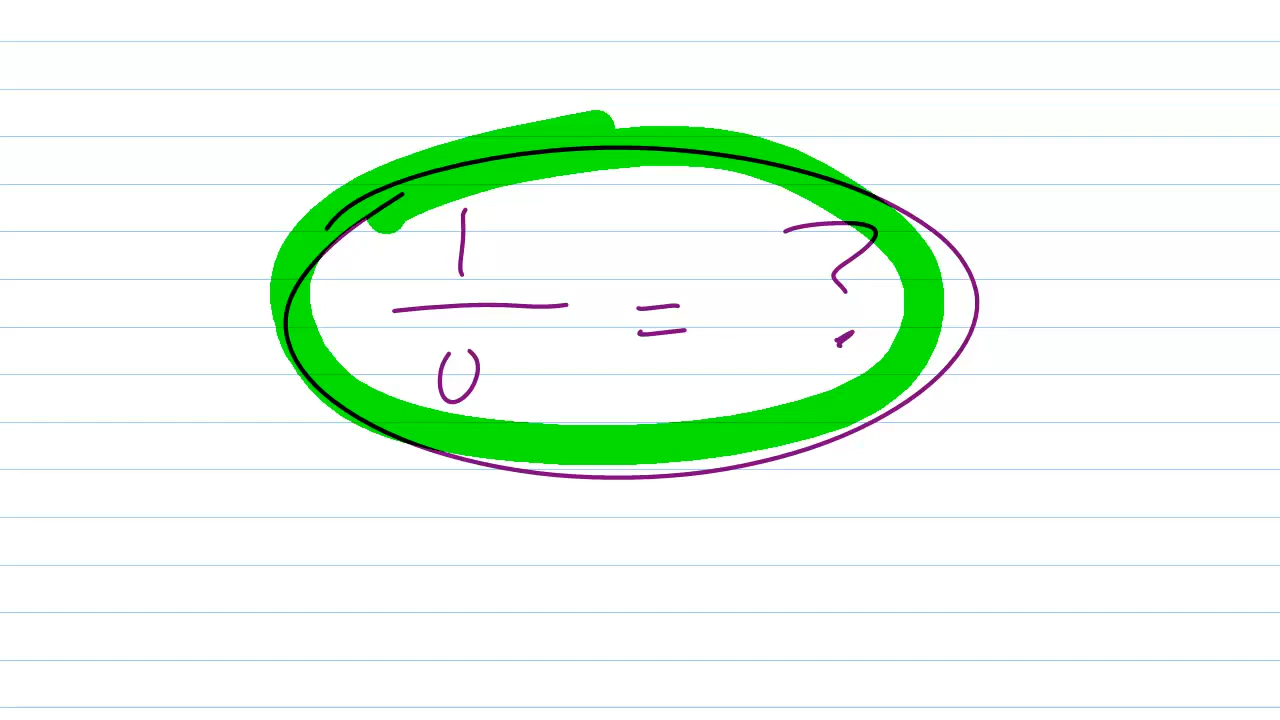 1/0 = ?